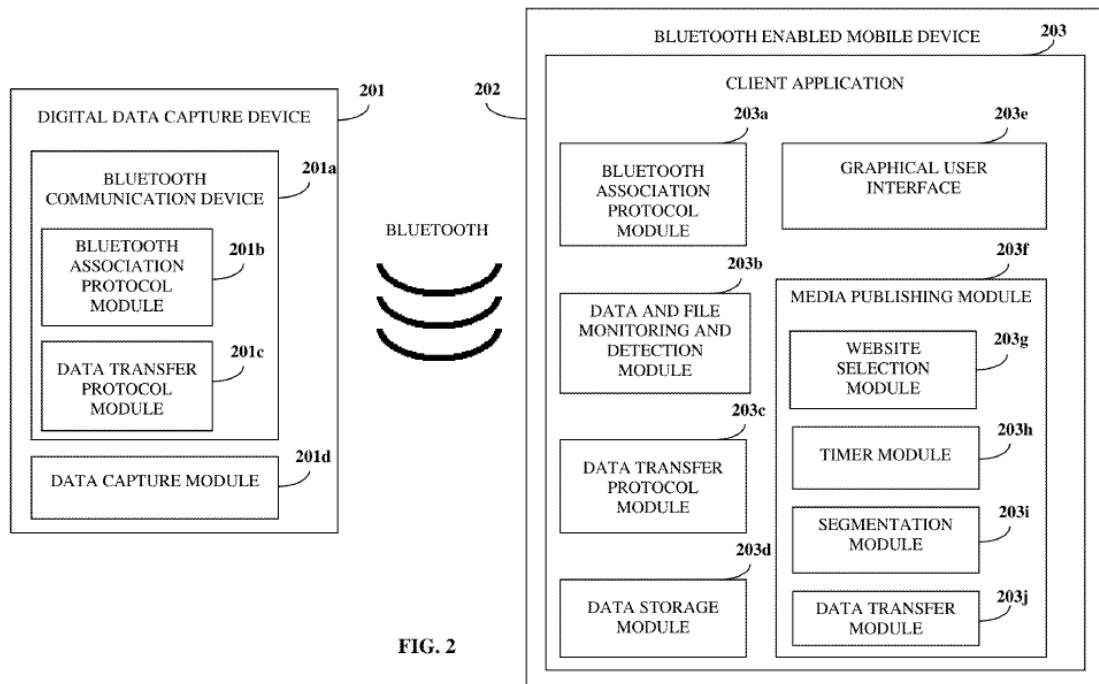 BLUETOOTH ENABLED MOBILE DEVICE
203
CLIENT APPLICATION
202
201
DIGITAL DATA CAPTURE DEVICE
201a
BLUETOOTH
COMMUNICATION DEVICE
201b
BLUETOOTH
ASSOCIATION
PROTOCOL
MODULE
201c
DATA TRANSFER
PROTOCOL
MODULE
201d
DATA CAPTURE MODULE
BLUETOOTH
203a
BLUETOOTH
ASSOCIATION
PROTOCOL
MODULE
203b
DATA AND FILE
MONITORING AND
DETECTION
MODULE
203c
DATA TRANSFER
PROTOCOL
MODULE
203d
DATA STORAGE
MODULE
203e
GRAPHICAL USER
INTERFACE
203f
MEDIA PUBLISHING MODULE
203g
WEBSITE
SELECTION
MODULE
203h
TIMER MODULE
203i
SEGMENTATION
MODULE
203j
DATA TRANSFER
MODULE
FIG. 2